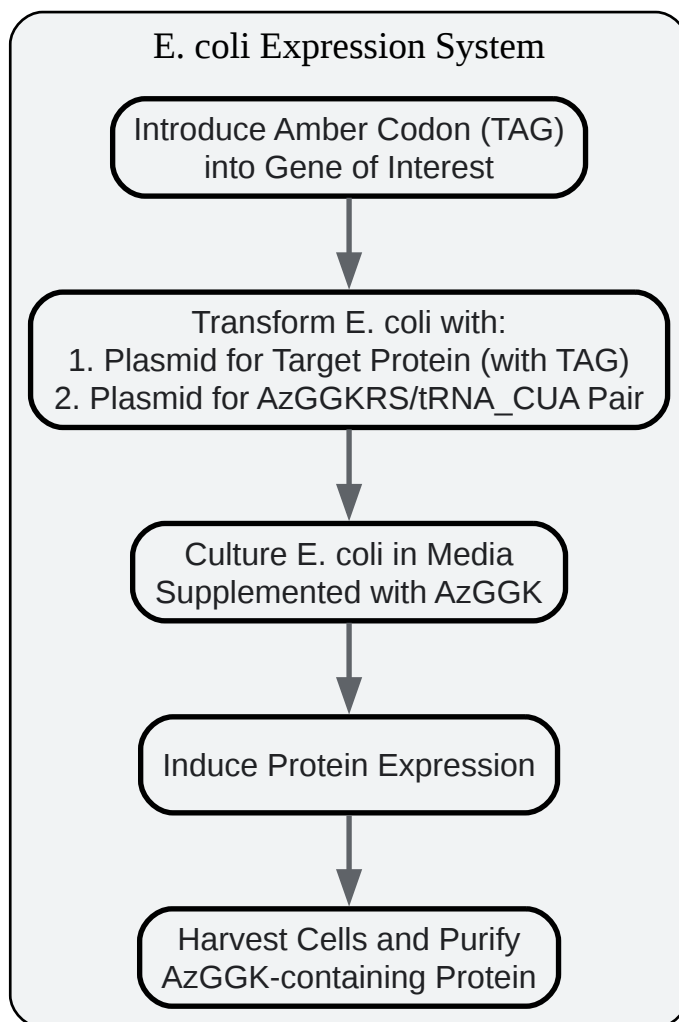 E. coli Expression System
Introduce Amber Codon (TAG)
into Gene of Interest
Transform E. coli with:
1. Plasmid for Target Protein (with TAG)
2. Plasmid for AzGGKRS/tRNA_CUA Pair
Culture E. coli in Media
Supplemented with AzGGK
Induce Protein Expression
Harvest Cells and Purify
AzGGK-containing Protein